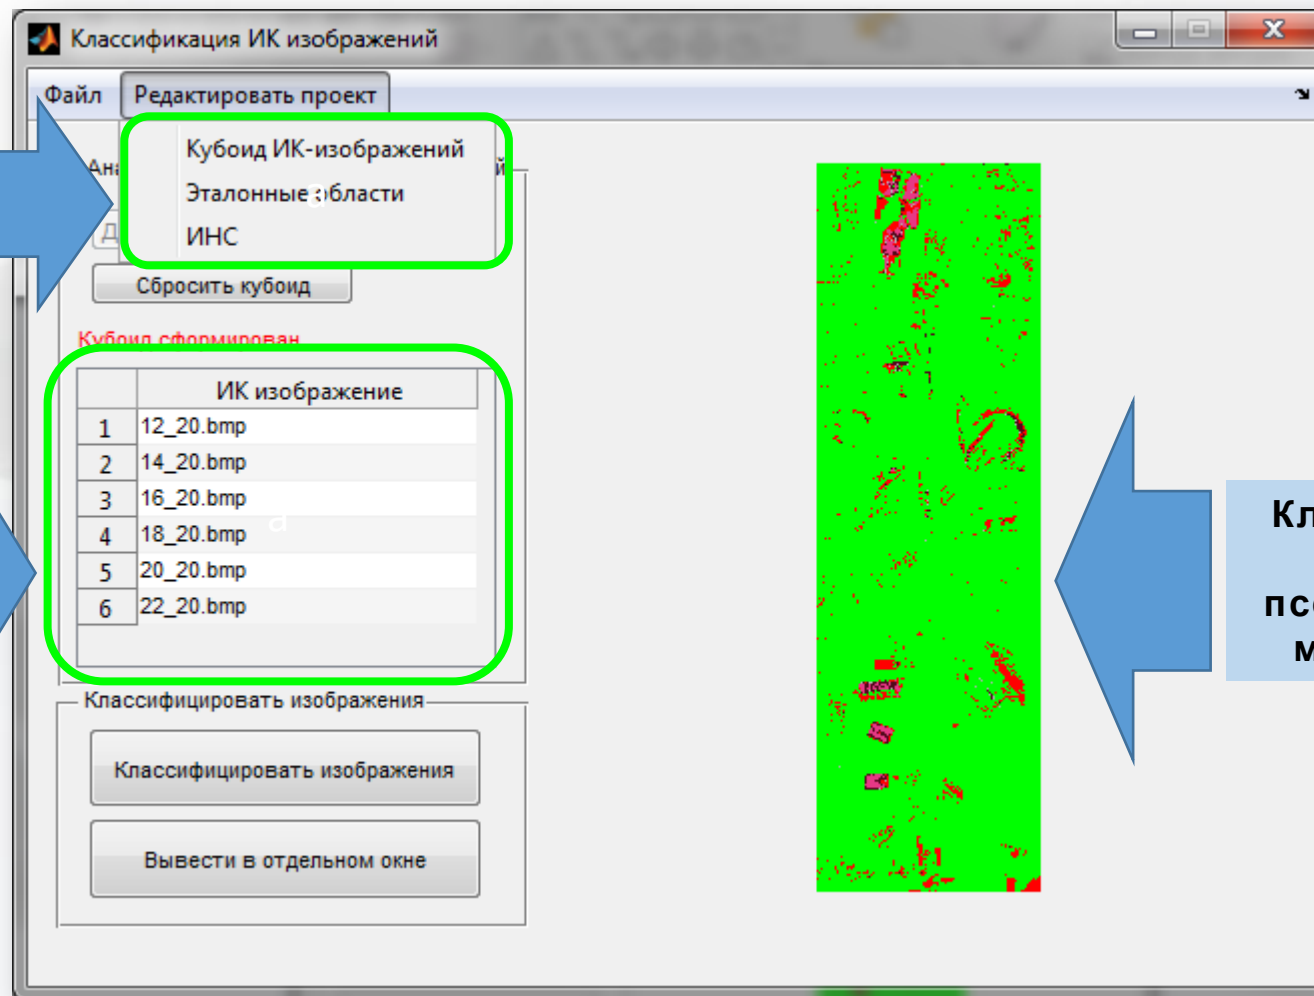 Классификация ИК изображений
Файл Редактировать проект
Кубоид ИК-изображений
Эталонные области
ИНС
Сбросить кубоид
Кубоид сформирован
ИК изображение
1 12_20.bmp
2 14_20.bmp
3 16_20.bmp
4 18_20.bmp
5 20_20.bmp
6 22_20.bmp
Классифицировать изображения
Классифицировать изображения
Вывести в отдельном окне